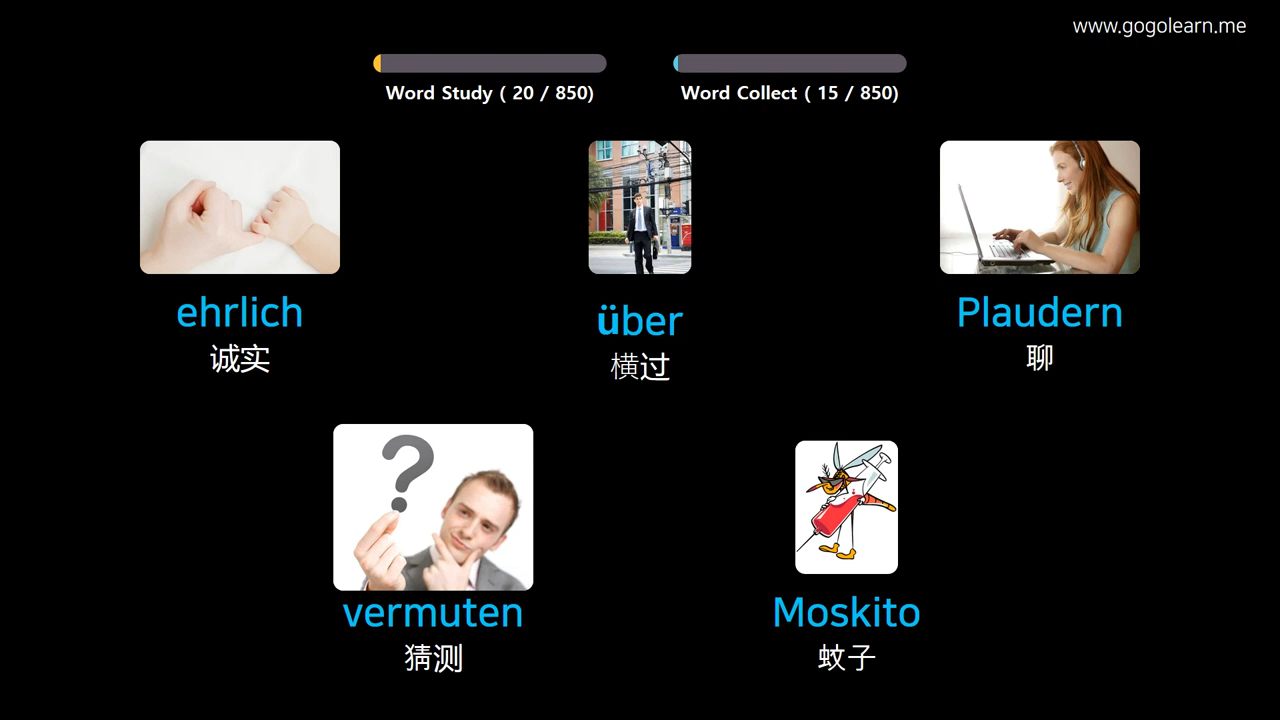 www.gogolearn.me
Word Study ( 20 / 850)
Word Collect ( 15 / 850)
ehrlich
诚实
über
横过
Plaudern
聊
?
vermuten
猜测
Moskito
蚊子